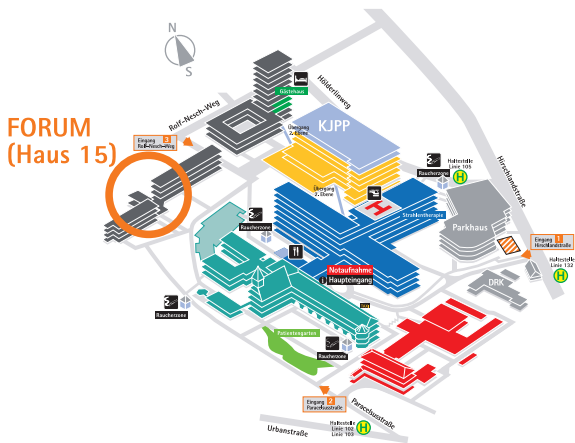 N
S
FORUM
(Haus 15)
Rolf-Nesch-Weg
Eingang 3
Rolf-Nesch-Weg
Gästehaus
Hölderlinweg
KJPP
Übergang
2. Ebene
Übergang
2. Ebene
Raucherzone
Haltestelle
Linie 105
H
Hirschlandstraße
H
Strahlentherapie
Parkhaus
Eingang 1
Hirschlandstraße
Haltestelle
Linie 132
H
DRK
Raucherzone
Notaufnahme
i Haupteingang
Raucherzone
Patientengarten
Raucherzone
Eingang 2
Paracelsusstraße
Paracelsusstraße
Haltestelle
Linie 102
Linie 103
H
Urbanstraße